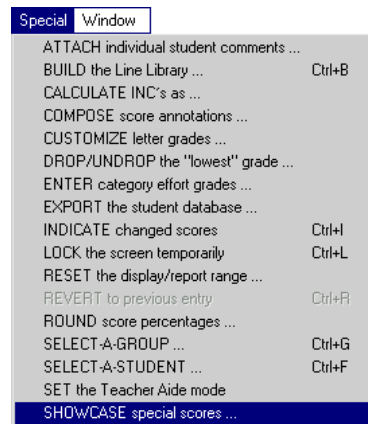 Special Window
ATTACH individual student comments ...
BUILD the Line Library ... Ctrl+B
CALCULATE INC's as ...
COMPOSE score annotations ...
CUSTOMIZE letter grades ...
DROP/UNDROP the "lowest" grade ...
ENTER category effort grades ...
EXPORT the student database ...
INDICATE changed scores Ctrl+I
LOCK the screen temporarily Ctrl+L
RESET the display/report range ...
REVERT to previous entry Ctrl+R
ROUND score percentages ...
SELECT-A-GROUP ... Ctrl+G
SELECT-A-STUDENT ... Ctrl+F
SET the Teacher Aide mode
SHOWCASE special scores ...